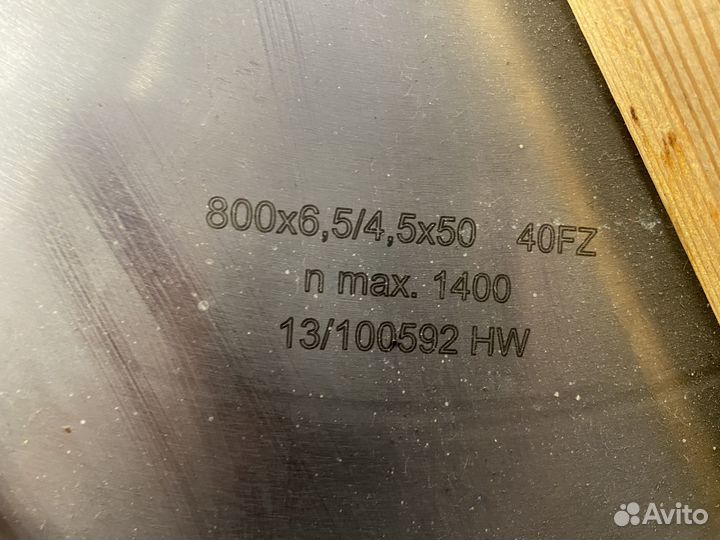 800x6,5/4,5x50 40FZ
n max. 1400
13/100592 HW
Avito